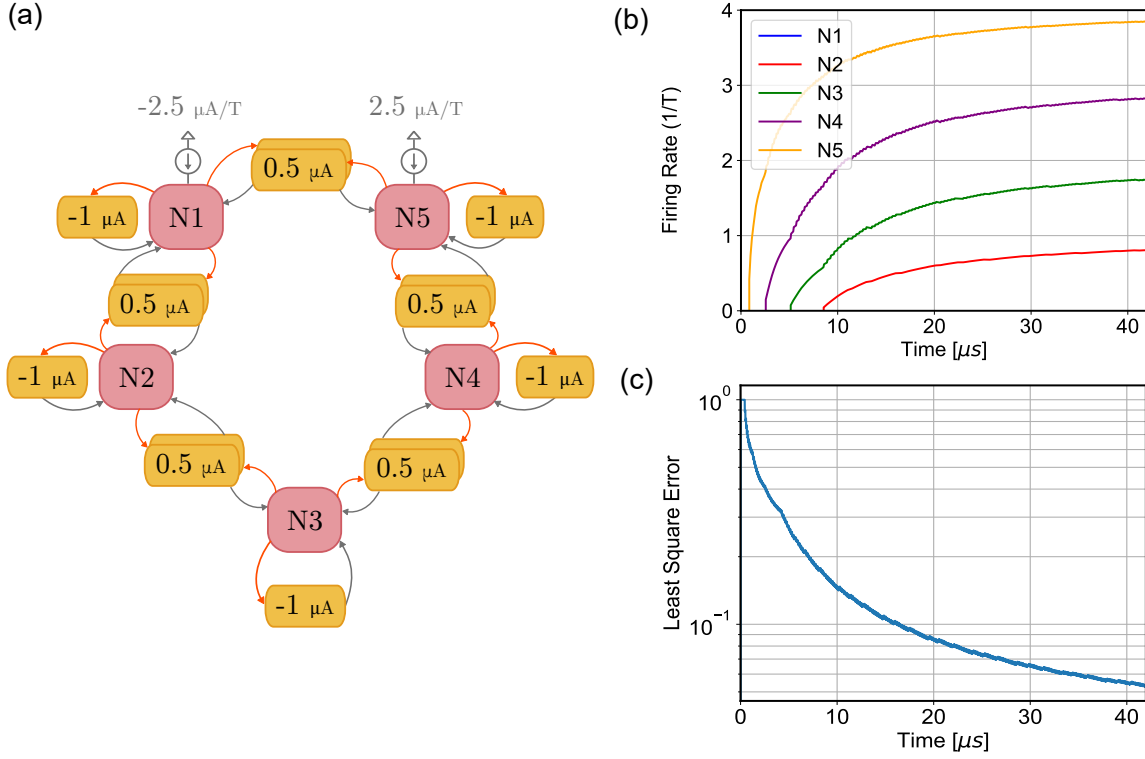 (a)
-2.5 μA/T
2.5 μA/T
0.5 μA
-1 μA
N1
N5
-1 μA
0.5 μA
0.5 μA
-1 μA
N2
N4
-1 μA
0.5 μA
0.5 μA
N3
-1 μA
(b)
Firing Rate (1/T)
4
3
2
1
0
N1
N2
N3
N4
N5
0
10
20
30
40
Time [μs]
(c)
Least Square Error
10⁰
10⁻¹
0
10
20
30
40
Time [μs]